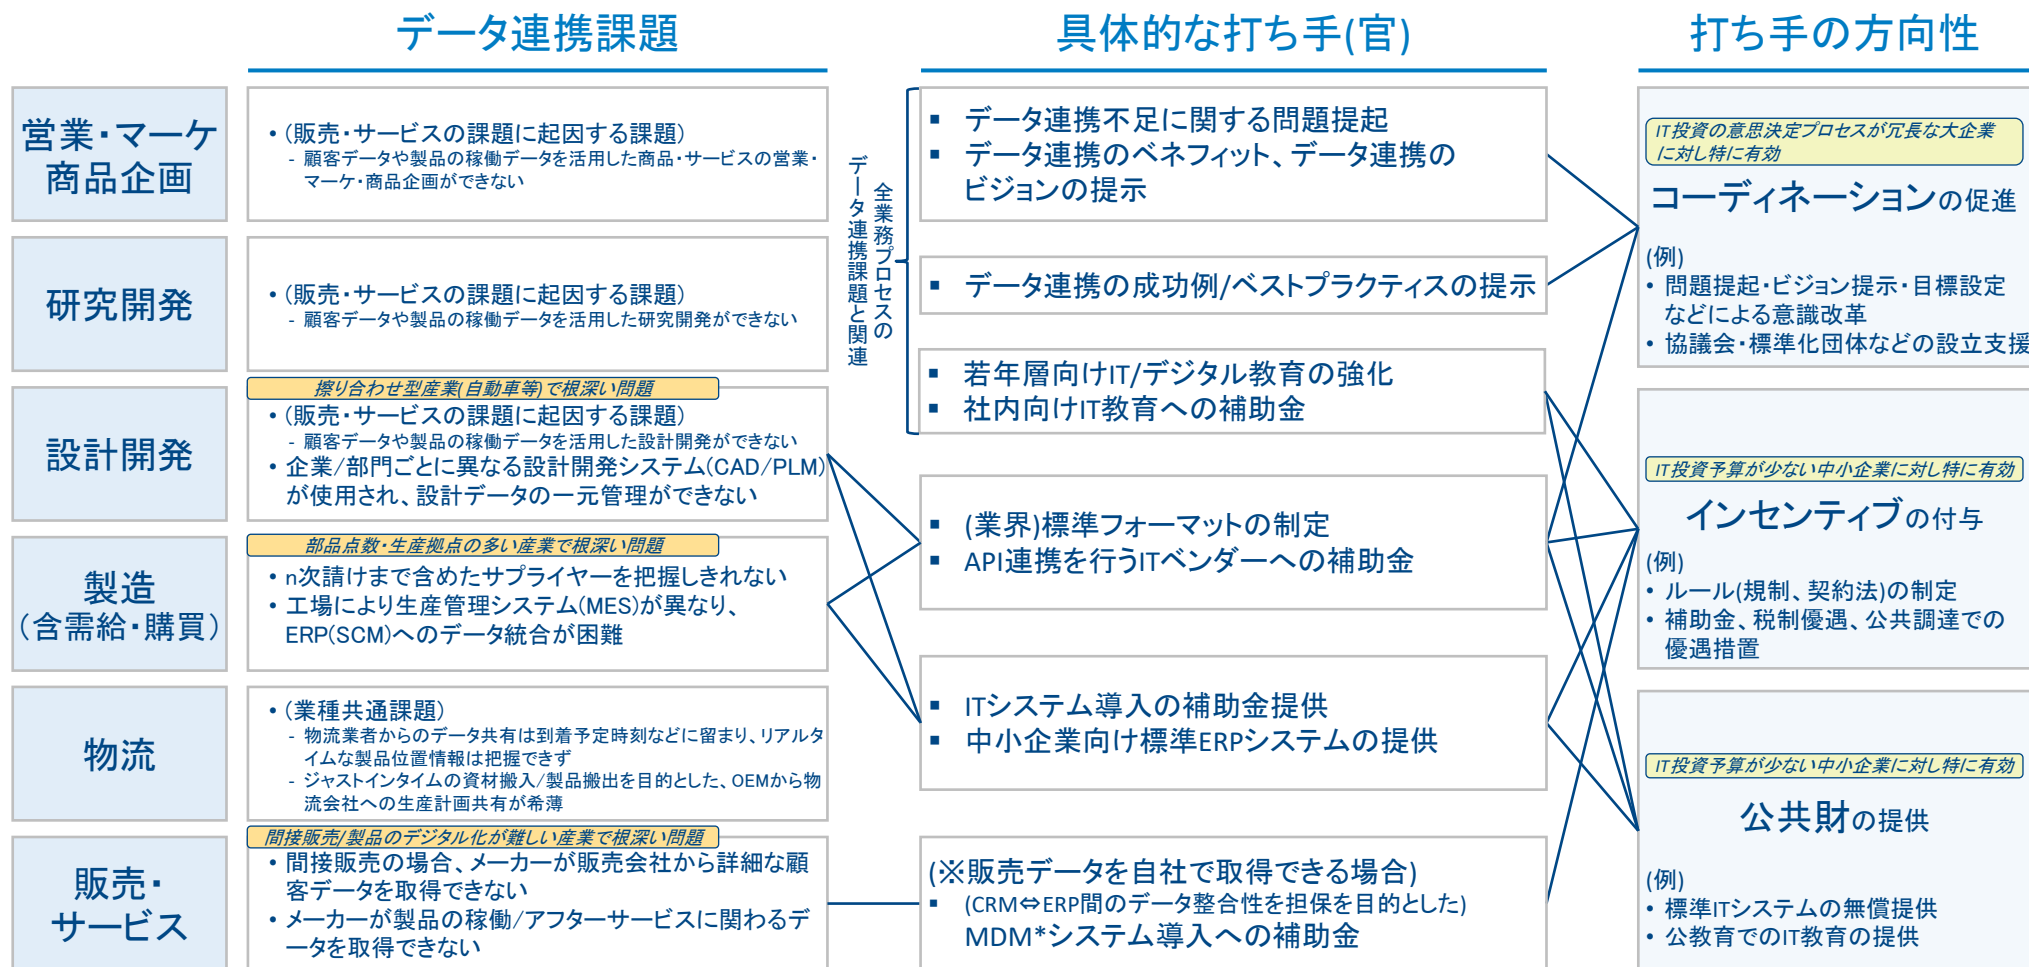 データ連携課題
具体的な打ち手(官)
打ち手の方向性
営業・マーケ
商品企画
• (販売・サービスの課題に起因する課題)
- 顧客データや製品の稼働データを活用した商品・サービスの営業・
マーケ・商品企画ができない
研究開発
• (販売・サービスの課題に起因する課題)
- 顧客データや製品の稼働データを活用した研究開発ができない
設計開発
擦り合わせ型産業(自動車等)で根深い問題
• (販売・サービスの課題に起因する課題)
- 顧客データや製品の稼働データを活用した設計開発ができない
• 企業/部門ごとに異なる設計開発システム(CAD/PLM)
が使用され、設計データの一元管理ができない
製造
(含需給・購買)
部品点数・生産拠点の多い産業で根深い問題
• n次請けまで含めたサプライヤーを把握しきれない
• 工場により生産管理システム(MES)が異なり、
ERP(SCM)へのデータ統合が困難
物流
• (業種共通課題)
- 物流業者からのデータ共有は到着予定時刻などに留まり、リアルタ
イムな製品位置情報は把握できず
- ジャストインタイムの資材搬入/製品搬出を目的とした、OEMから物
流会社への生産計画共有が希薄
販売・
サービス
間接販売/製品のデジタル化が難しい産業で根深い問題
• 間接販売の場合、メーカーが販売会社から詳細な顧
客データを取得できない
• メーカーが製品の稼働/アフターサービスに関わるデ
ータを取得できない
全業務プロセスの
データ連携課題と関連
▪ データ連携不足に関する問題提起
▪ データ連携のベネフィット、データ連携の
ビジョンの提示
▪ データ連携の成功例/ベストプラクティスの提示
▪ 若年層向けIT/デジタル教育の強化
▪ 社内向けIT教育への補助金
▪ (業界)標準フォーマットの制定
▪ API連携を行うITベンダーへの補助金
▪ ITシステム導入の補助金提供
▪ 中小企業向け標準ERPシステムの提供
(※販売データを自社で取得できる場合)
▪ (CRM⇔ERP間のデータ整合性を担保を目的とした)
MDM*システム導入への補助金
IT投資の意思決定プロセスが冗長な大企業
に対し特に有効
コーディネーションの促進
(例)
• 問題提起・ビジョン提示・目標設定
などによる意識改革
• 協議会・標準化団体などの設立支援
IT投資予算が少ない中小企業に対し特に有効
インセンティブの付与
(例)
• ルール(規制、契約法)の制定
• 補助金、税制優遇、公共調達での
優遇措置
IT投資予算が少ない中小企業に対し特に有効
公共財の提供
(例)
• 標準ITシステムの無償提供
• 公教育でのIT教育の提供